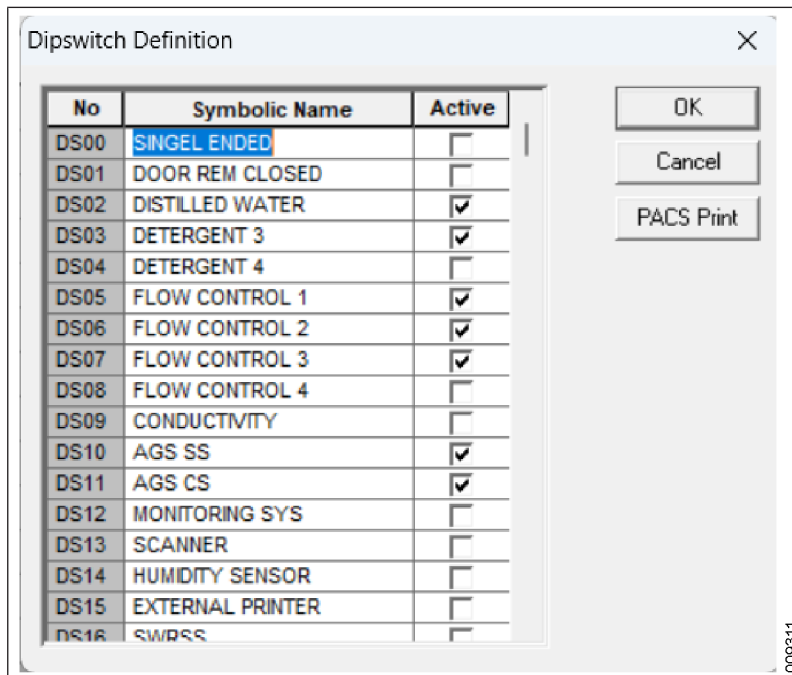 Dipswitch Definition
No Symbolic Name Active
DS00 SINGEL ENDED
DS01 DOOR REM CLOSED
DS02 DISTILLED WATER
DS03 DETERGENT 3
DS04 DETERGENT 4
DS05 FLOW CONTROL 1
DS06 FLOW CONTROL 2
DS07 FLOW CONTROL 3
DS08 FLOW CONTROL 4
DS09 CONDUCTIVITY
DS10 AGS SS
DS11 AGS CS
DS12 MONITORING SYS
DS13 SCANNER
DS14 HUMIDITY SENSOR
DS15 EXTERNAL PRINTER
DS16 SWRSS
OK
Cancel
PACS Print
009311